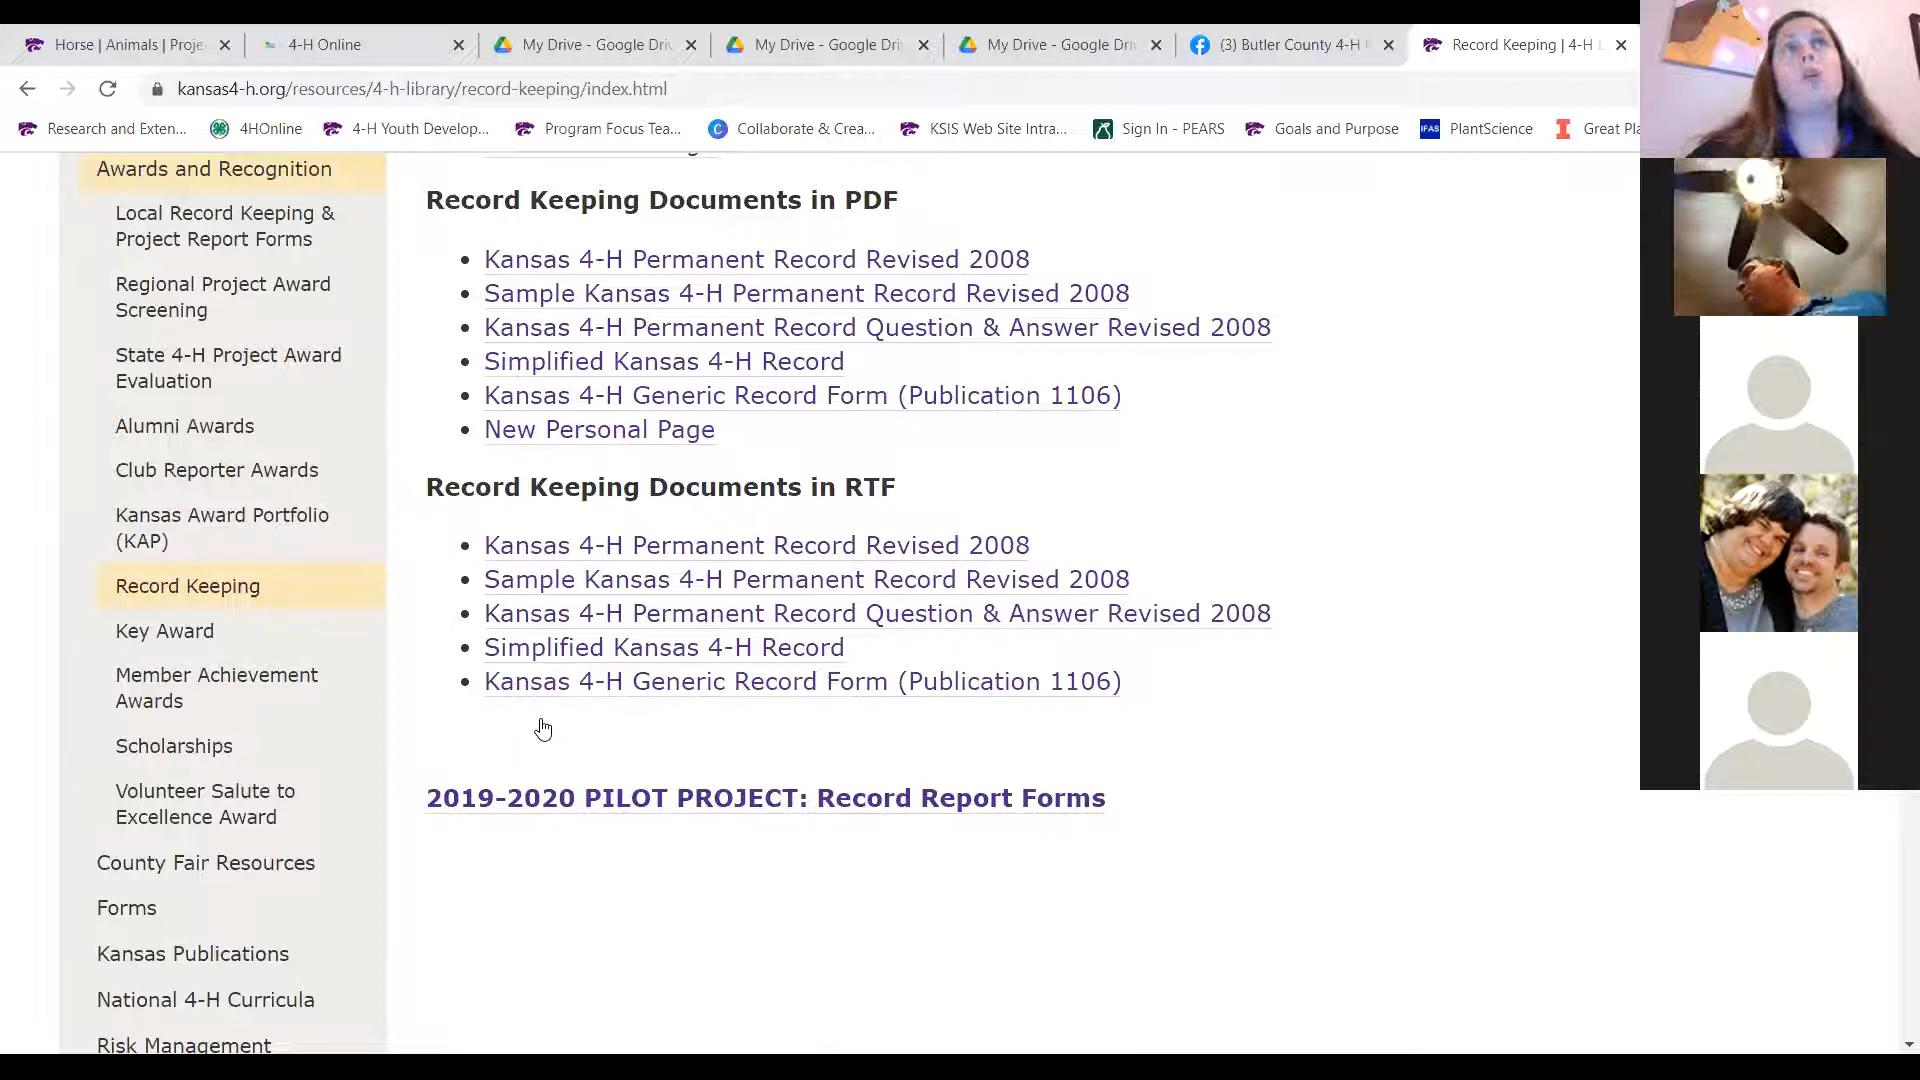 Horse | Animals | Proje
4-H Online
My Drive - Google Driv
My Drive - Google Dri
My Drive - Google Dri
(3) Butler County 4-H
Record Keeping | 4-H L
kansas4-h.org/resources/4-h-library/record-keeping/index.html
Research and Exten...
4HOnline
4-H Youth Develop...
Program Focus Tea...
Collaborate & Crea...
KSIS Web Site Intra...
Sign In - PEARS
Goals and Purpose
IFAS
PlantScience
Great Pla
Awards and Recognition
Local Record Keeping &
Project Report Forms
Regional Project Award
Screening
State 4-H Project Award
Evaluation
Alumni Awards
Club Reporter Awards
Kansas Award Portfolio
(KAP)
Record Keeping
Key Award
Member Achievement
Awards
Scholarships
Volunteer Salute to
Excellence Award
County Fair Resources
Forms
Kansas Publications
National 4-H Curricula
Risk Management
Record Keeping Documents in PDF
Kansas 4-H Permanent Record Revised 2008
Sample Kansas 4-H Permanent Record Revised 2008
Kansas 4-H Permanent Record Question & Answer Revised 2008
Simplified Kansas 4-H Record
Kansas 4-H Generic Record Form (Publication 1106)
New Personal Page
Record Keeping Documents in RTF
Kansas 4-H Permanent Record Revised 2008
Sample Kansas 4-H Permanent Record Revised 2008
Kansas 4-H Permanent Record Question & Answer Revised 2008
Simplified Kansas 4-H Record
Kansas 4-H Generic Record Form (Publication 1106)
2019-2020 PILOT PROJECT: Record Report Forms